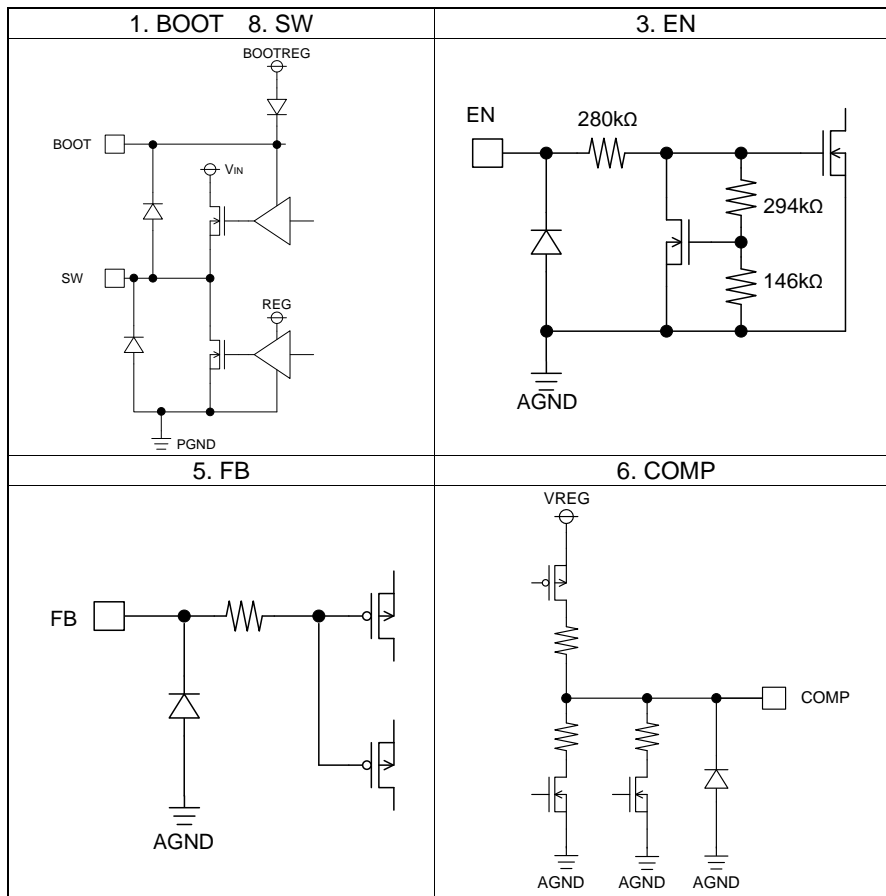 1. BOOT 8. SW
BOOTREG
BOOT
VIN
SW
REG
PGND
3. EN
EN
280kΩ
294kΩ
146kΩ
AGND
5. FB
FB
AGND
6. COMP
VREG
COMP
AGND AGND AGND